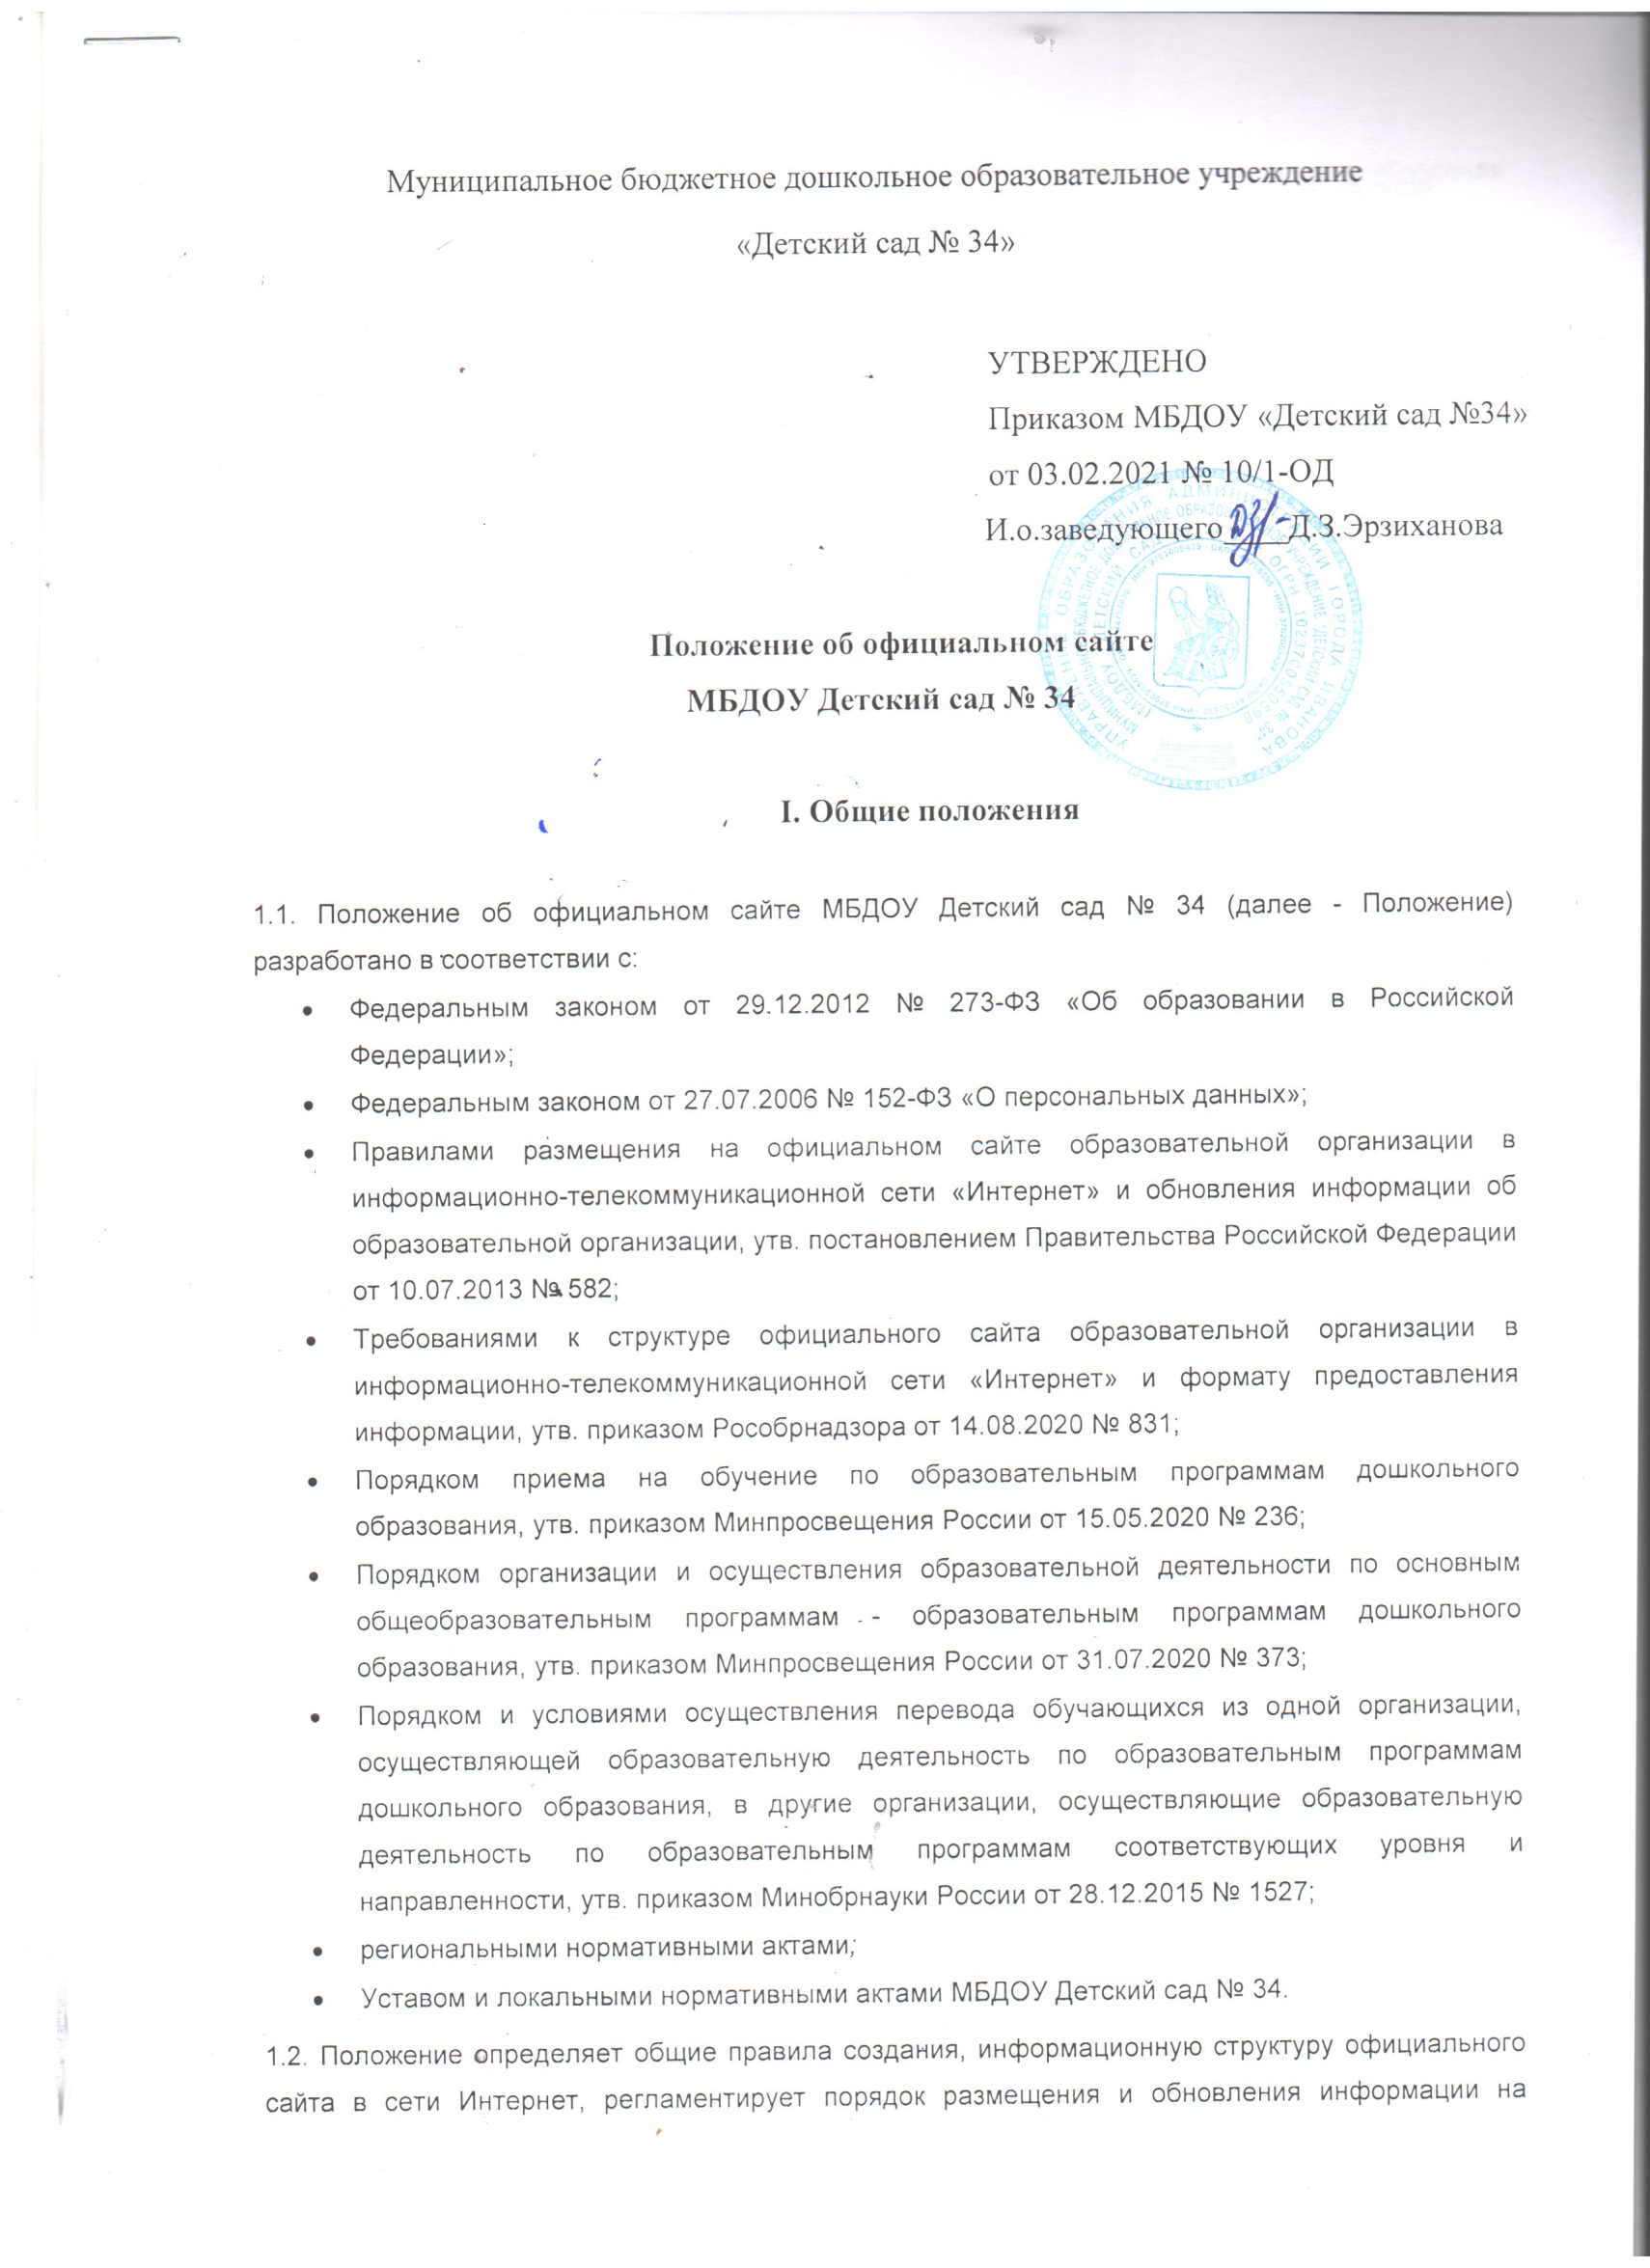 Муниципальное бюджетное дошкольное образовательное учреждение
«Детский сад № 34»
УТВЕРЖДЕНО
Приказом МБДОУ «Детский сад №34»
от 03.02.2021 № 10/1-ОД
И.о.заведующего Д.З.Эрзиханова
УПРАВЛЕНИЕ ОБРАЗОВАНИЯ АДМИНИСТРАЦИИ ГОРОДА ИВАНОВА
Положение об официальном сайте
МБДОУ Детский сад № 34
I. Общие положения
1.1. Положение об официальном сайте МБДОУ Детский сад № 34 (далее - Положение)
разработано в соответствии с:
• Федеральным законом от 29.12.2012 № 273-ФЗ «Об образовании в Российской
Федерации»;
• Федеральным законом от 27.07.2006 № 152-ФЗ «О персональных данных»;
• Правилами размещения на официальном сайте образовательной организации в
информационно-телекоммуникационной сети «Интернет» и обновления информации об
образовательной организации, утв. постановлением Правительства Российской Федерации
от 10.07.2013 № 582;
• Требованиями к структуре официального сайта образовательной организации в
информационно-телекоммуникационной сети «Интернет» и формату предоставления
информации, утв. приказом Рособрнадзора от 14.08.2020 № 831;
• Порядком приема на обучение по образовательным программам дошкольного
образования, утв. приказом Минпросвещения России от 15.05.2020 № 236;
• Порядком организации и осуществления образовательной деятельности по основным
общеобразовательным программам - образовательным программам дошкольного
образования, утв. приказом Минпросвещения России от 31.07.2020 № 373;
• Порядком и условиями осуществления перевода обучающихся из одной организации,
осуществляющей образовательную деятельность по образовательным программам
дошкольного образования, в другие организации, осуществляющие образовательную
деятельность по образовательным программам соответствующих уровня и
направленности, утв. приказом Минобрнауки России от 28.12.2015 № 1527;
• региональными нормативными актами;
• Уставом и локальными нормативными актами МБДОУ Детский сад № 34.
1.2. Положение определяет общие правила создания, информационную структуру официального
сайта в сети Интернет, регламентирует порядок размещения и обновления информации на